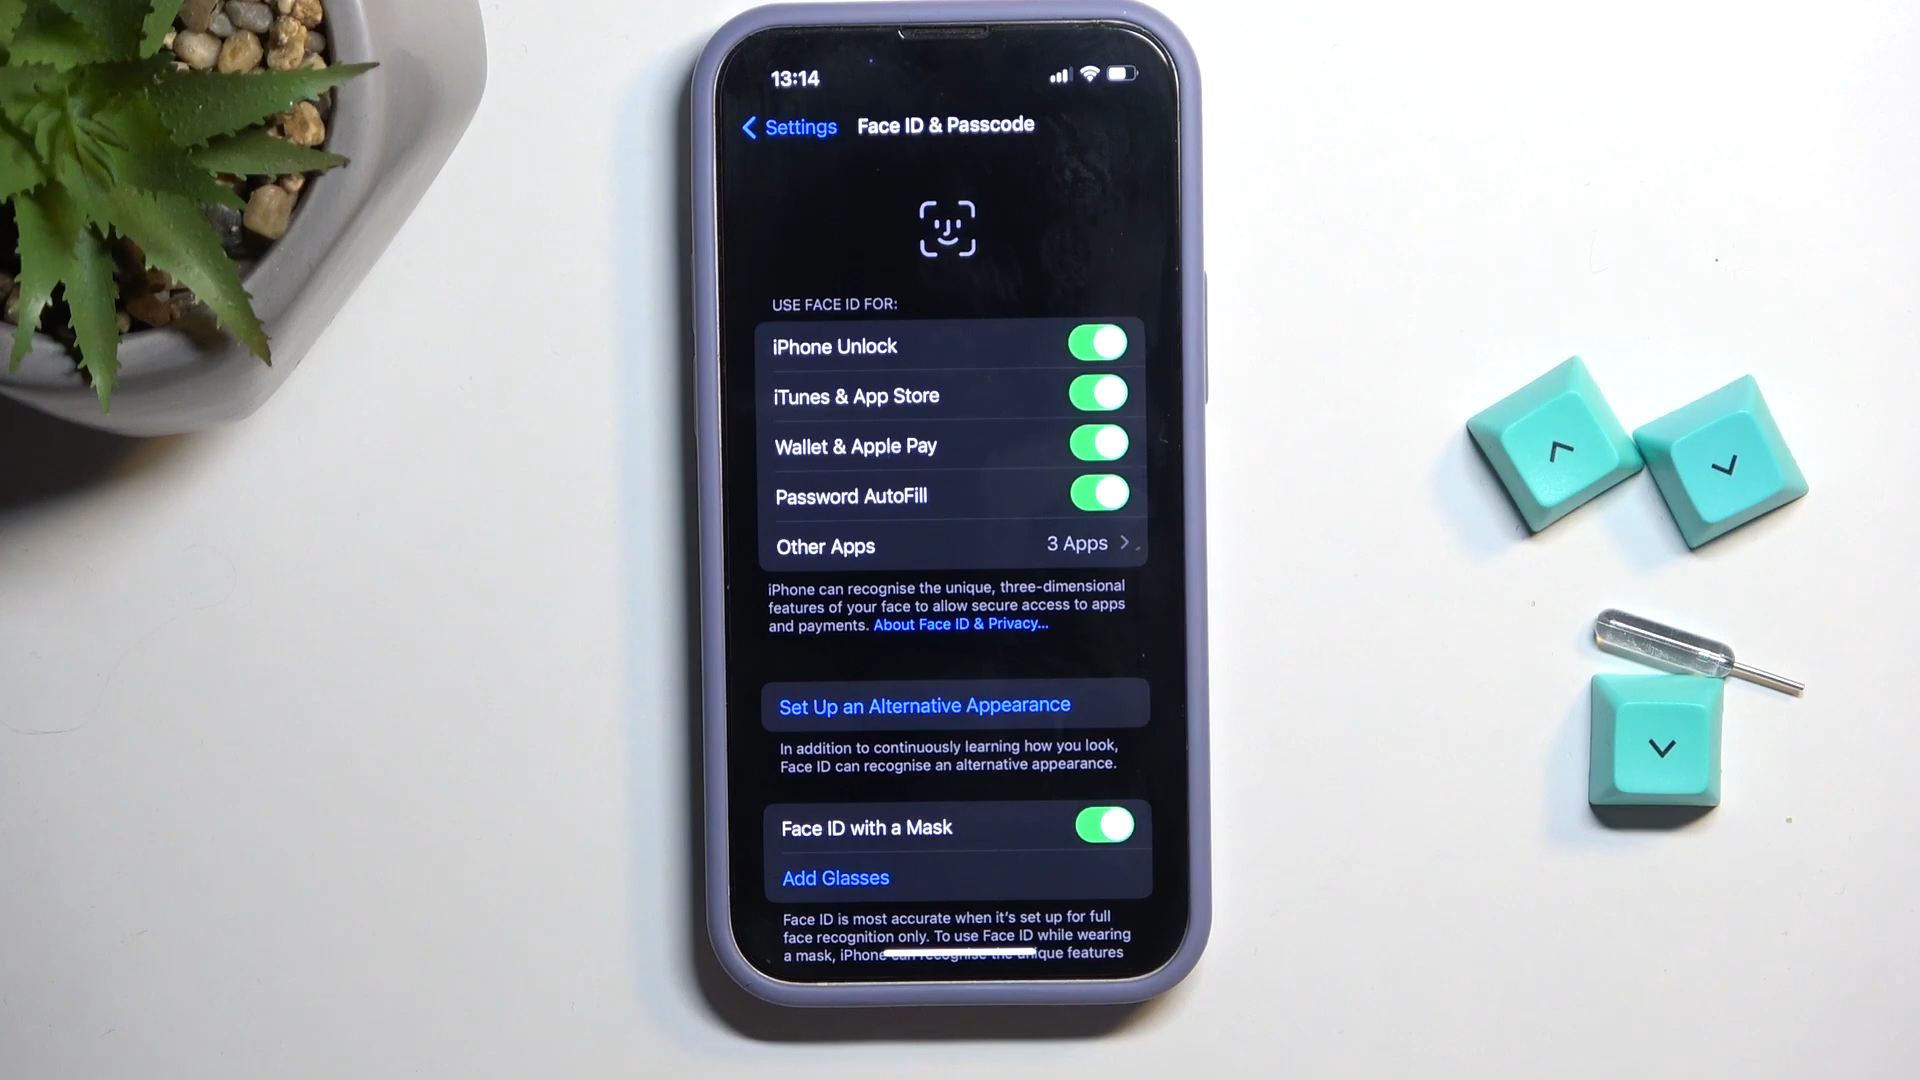 13:14
Settings Face ID & Passcode
USE FACE ID FOR:
iPhone Unlock
iTunes & App Store
Wallet & Apple Pay
Password AutoFill
Other Apps 3 Apps
iPhone can recognise the unique, three-dimensional
features of your face to allow secure access to apps
and payments. About Face ID & Privacy...
Set Up an Alternative Appearance
In addition to continuously learning how you look,
Face ID can recognise an alternative appearance.
Face ID with a Mask
Add Glasses
Face ID is most accurate when it's set up for full
face recognition only. To use Face ID while wearing
a mask, iPhone can recognise the unique features